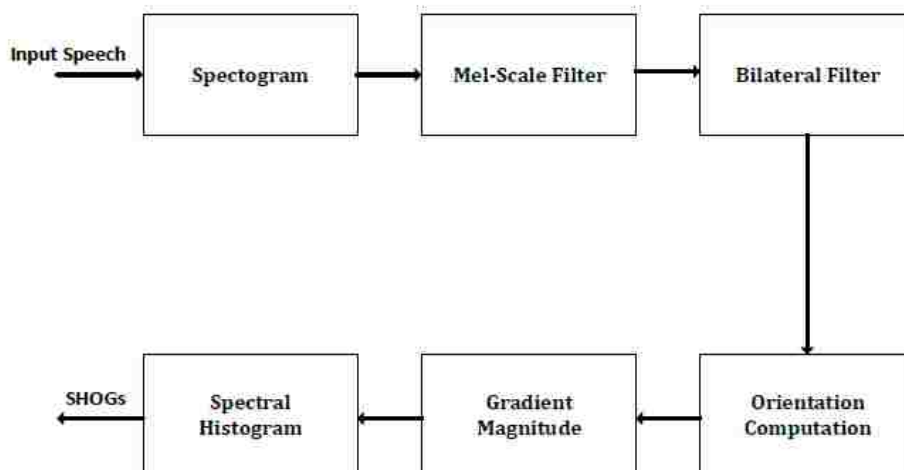 Input Speech
Spectogram
Mel-Scale Filter
Bilateral Filter
Orientation
Computation
Gradient
Magnitude
Spectral
Histogram
SHOGs